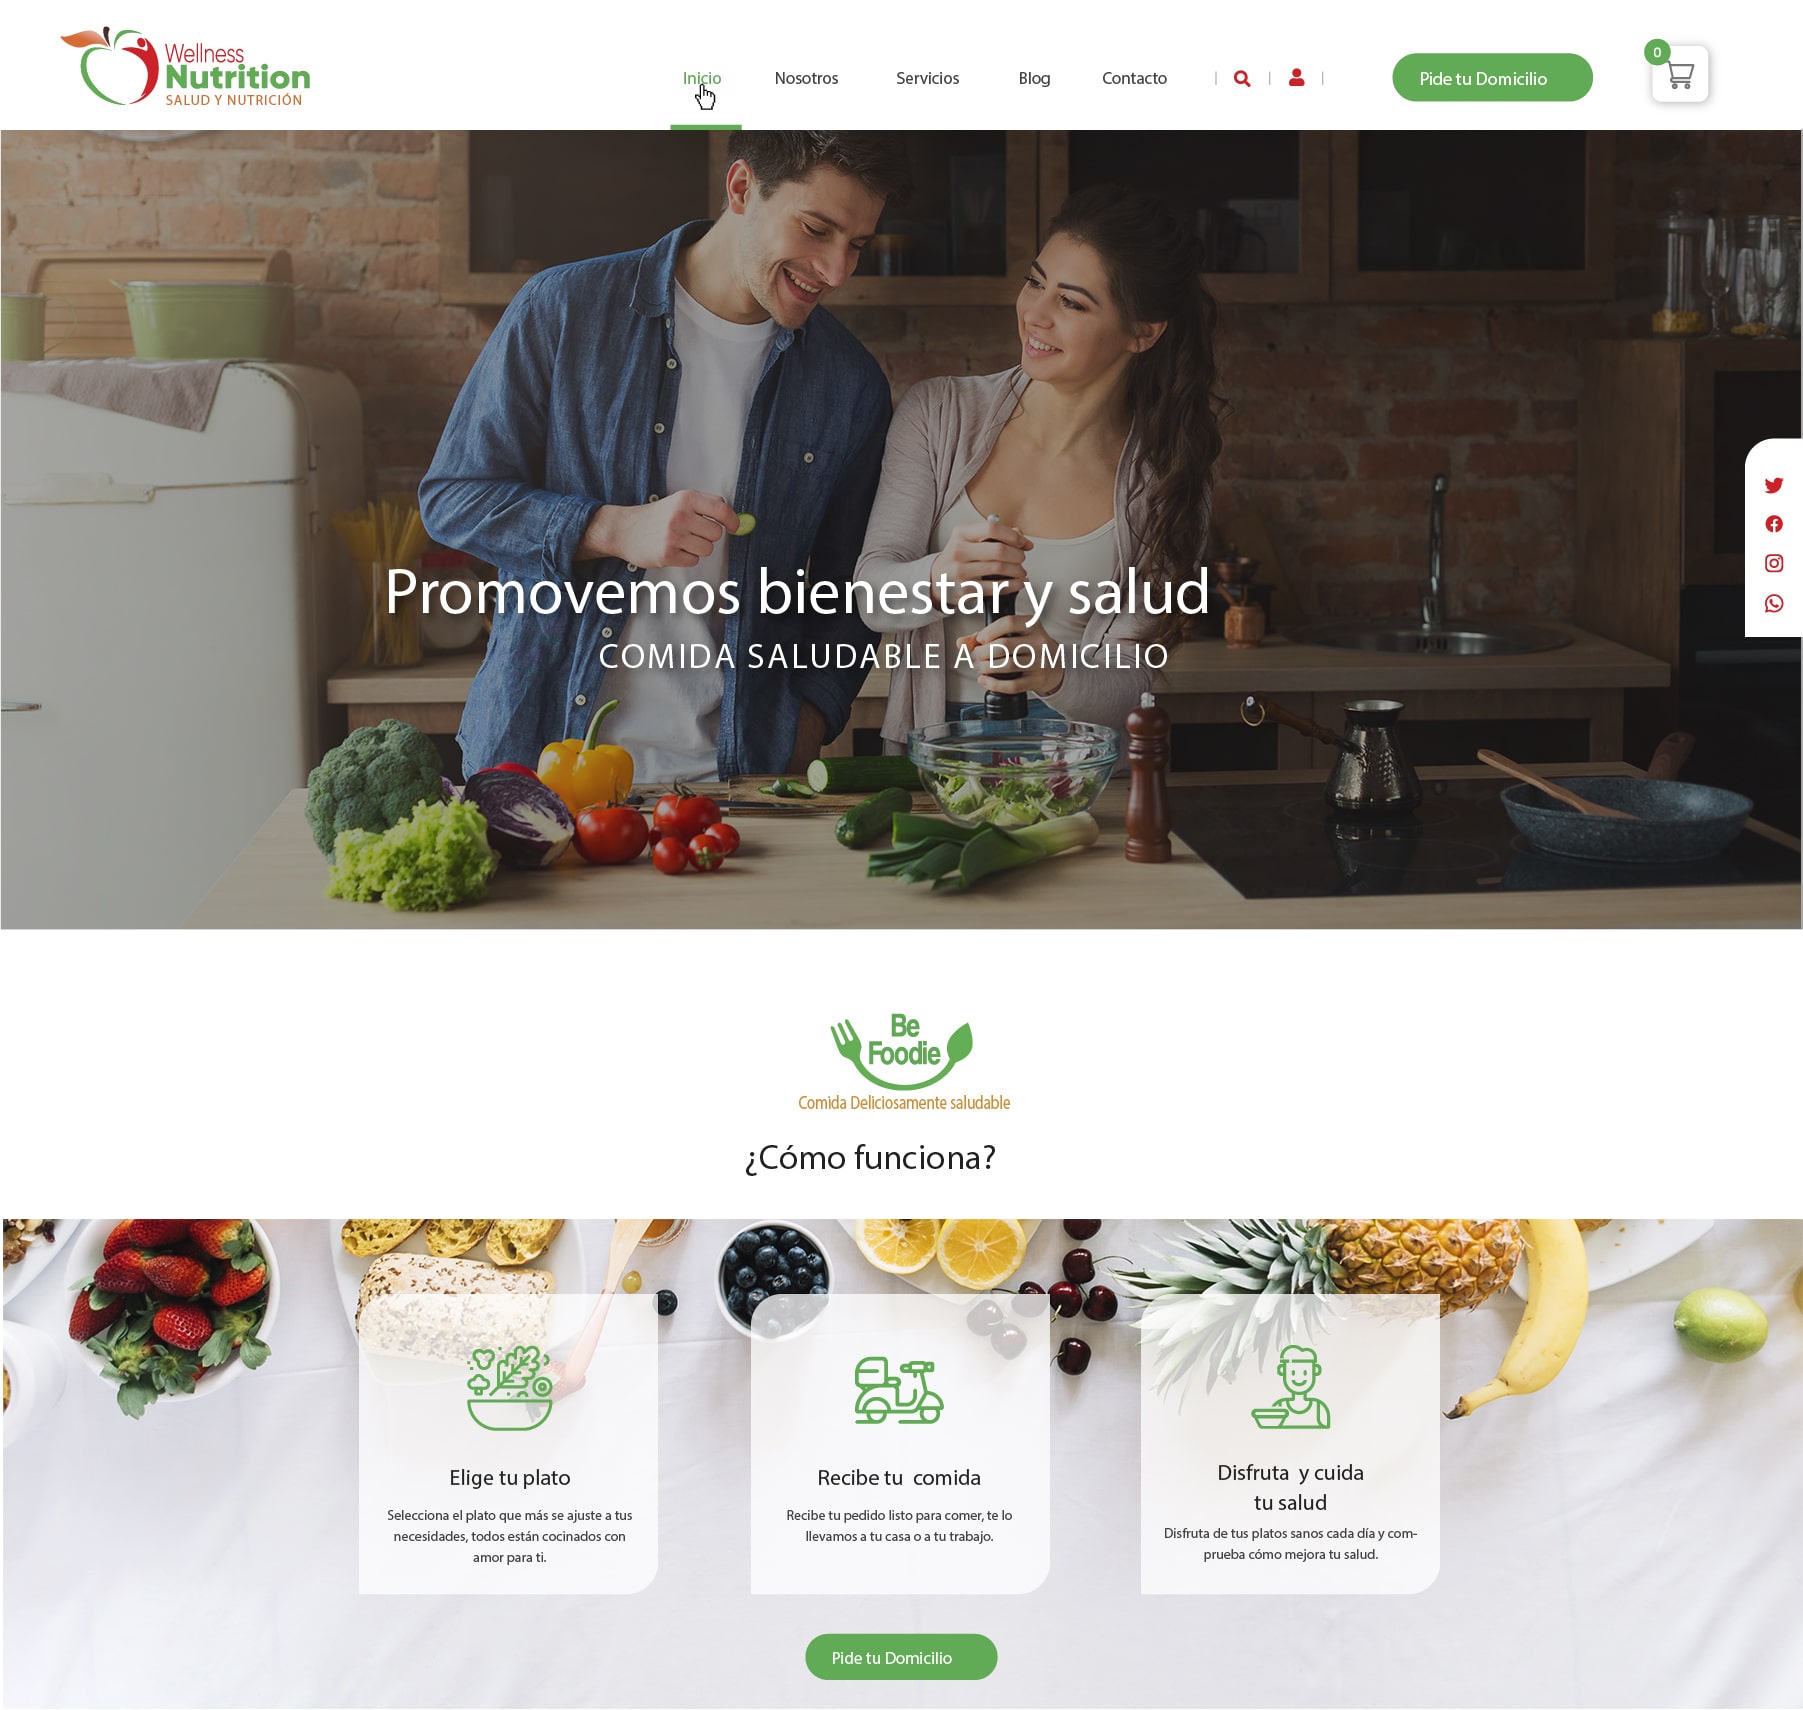 Wellness
Nutrition
SALUD Y NUTRICIÓN
Inicio
Nosotros
Servicios
Blog
Contacto
Pide tu Domicilio
0
Promovemos bienestar y salud
COMIDA SALUDABLE A DOMICILIO
Be
Foodie
Comida Deliciosamente saludable
¿Cómo funciona?
Elige tu plato
Selecciona el plato que más se ajuste a tus
necesidades, todos están cocinados con
amor para ti.
Recibe tu comida
Recibe tu pedido listo para comer, te lo
llevamos a tu casa o a tu trabajo.
Disfruta y cuida
tu salud
Disfruta de tus platos sanos cada día y com-
prueba cómo mejora tu salud.
Pide tu Domicilio